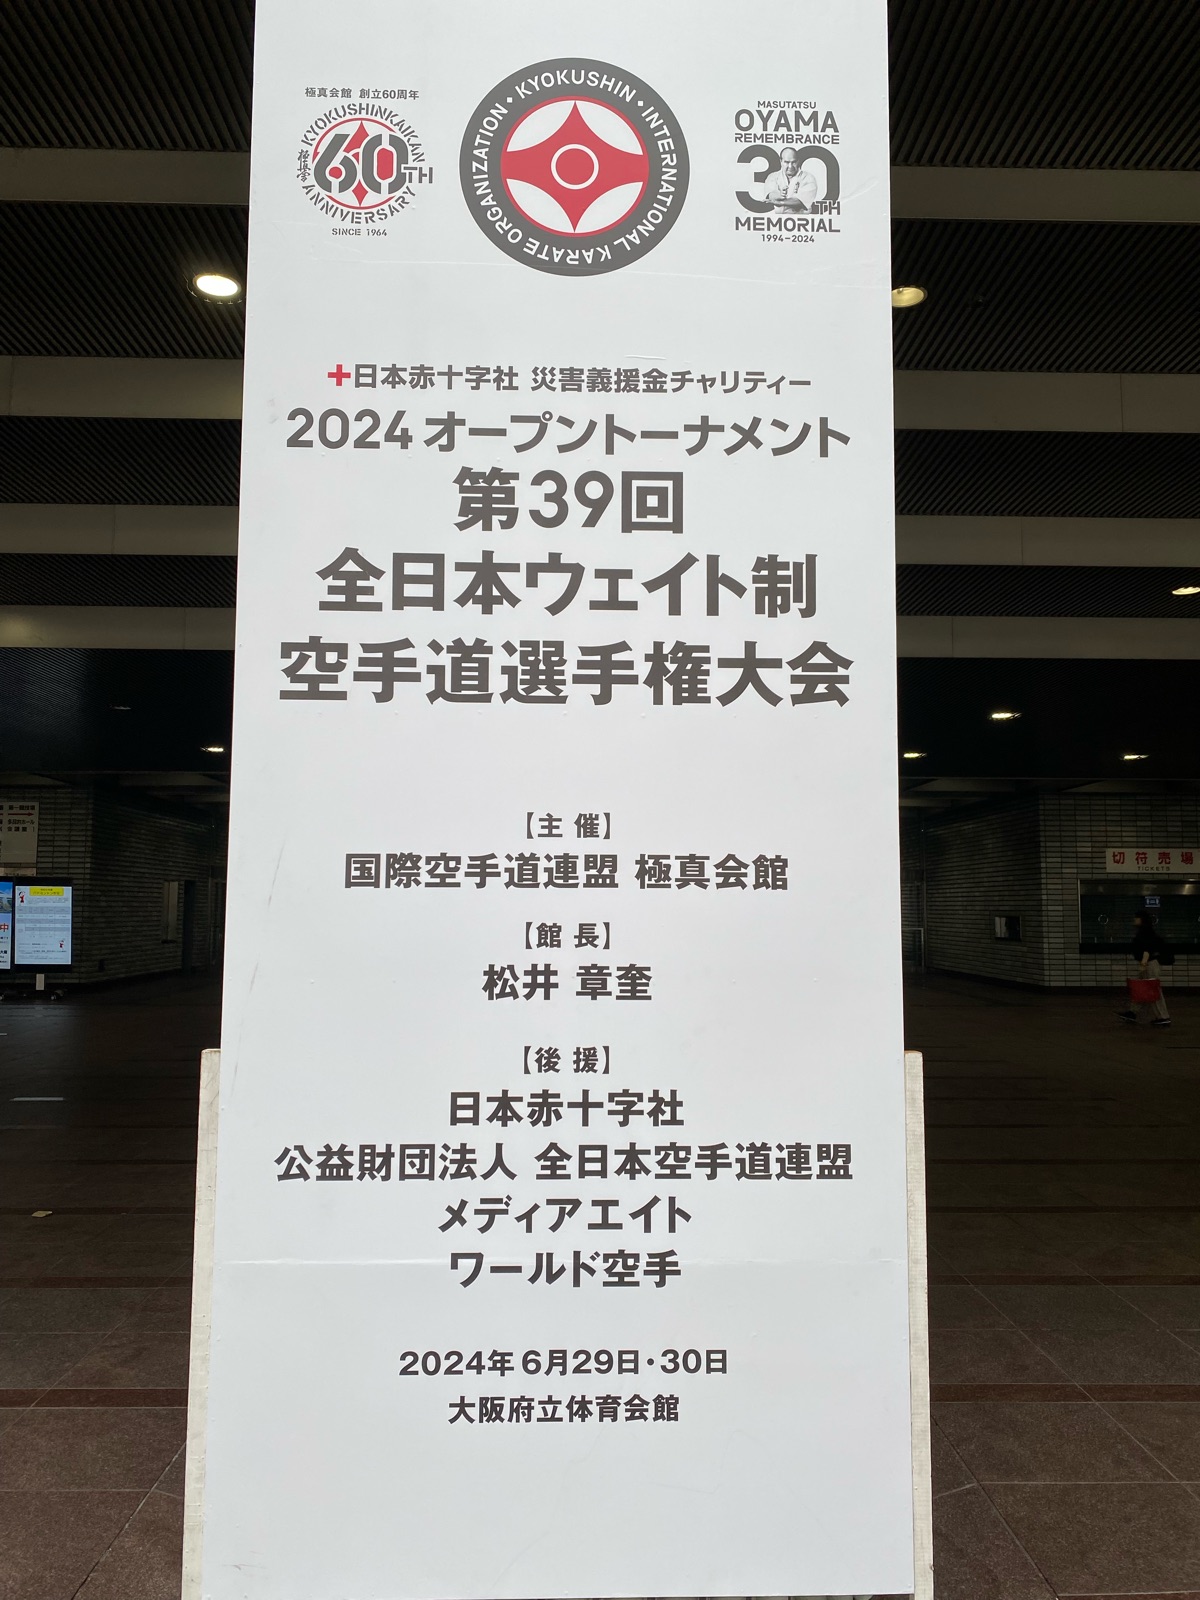 極真会館 創立60周年
KYOKUSHINKAIKAN
60TH
ANNIVERSARY
極真会
SINCE 1964
KYOKUSHIN • INTERNATIONAL KARATE ORGANIZATION •
MASUTATSU
OYAMA
REMEMBRANCE
30TH
MEMORIAL
1994-2024
+日本赤十字社 災害義援金チャリティー
2024オープントーナメント
第39回
全日本ウェイト制
空手道選手権大会
【主 催】
国際空手道連盟 極真会館
【館 長】
松井 章奎
【後 援】
日本赤十字社
公益財団法人 全日本空手道連盟
メディアエイト
ワールド空手
2024年6月29日・30日
大阪府立体育会館
切符売場
TICKETS